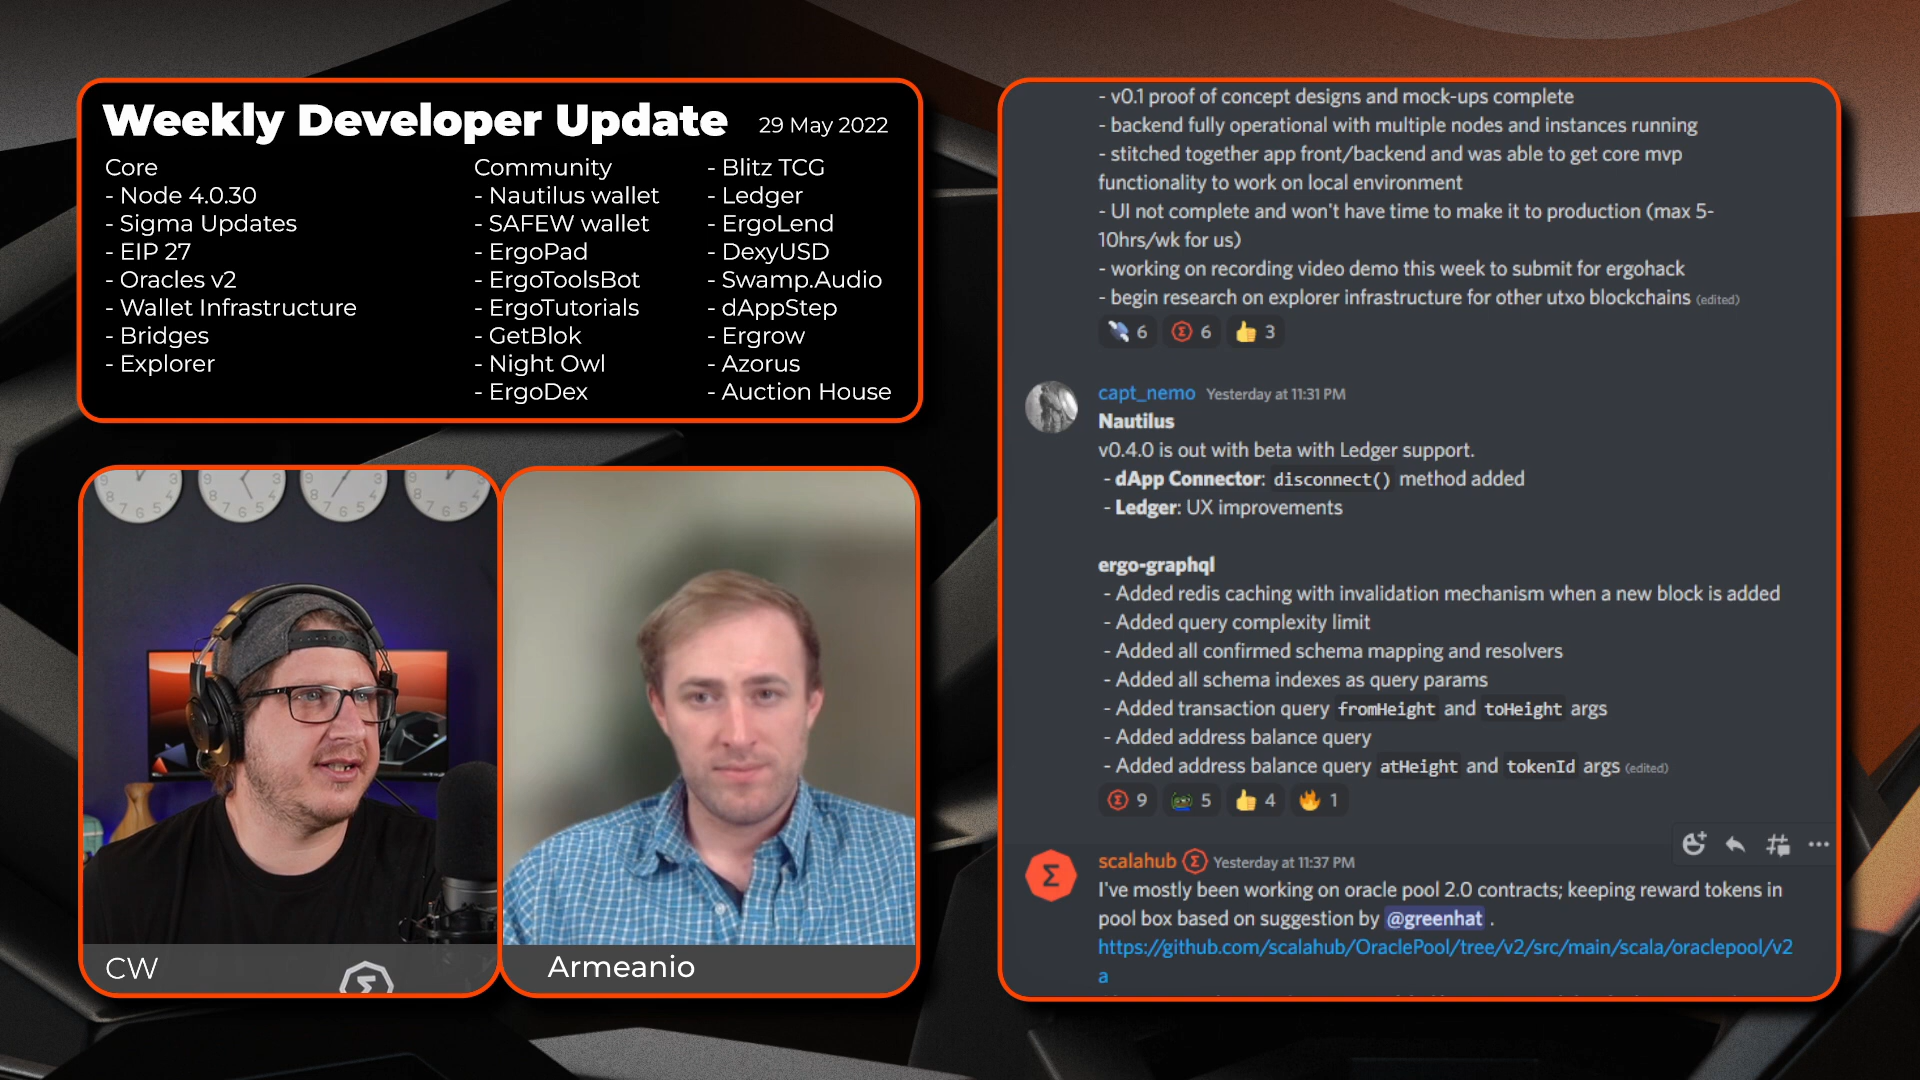 Weekly Developer Update
29 May 2022
Core
- Node 4.0.30
- Sigma Updates
- EIP 27
- Oracles v2
- Wallet Infrastructure
- Bridges
- Explorer
Community
- Nautilus wallet
- SAFEW wallet
- ErgoPad
- ErgoToolsBot
- ErgoTutorials
- GetBlok
- Night Owl
- ErgoDex
- Blitz TCG
- Ledger
- ErgoLend
- DexyUSD
- Swamp.Audio
- dAppStep
- Ergrow
- Azorus
- Auction House
CW
Armeanio
- v0.1 proof of concept designs and mock-ups complete
- backend fully operational with multiple nodes and instances running
- stitched together app front/backend and was able to get core mvp
functionality to work on local environment
- UI not complete and won't have time to make it to production (max 5-
10hrs/wk for us)
- working on recording video demo this week to submit for ergohack
- begin research on explorer infrastructure for other utxo blockchains (edited)
6 Σ 6 3
capt_nemo Yesterday at 11:31 PM
Nautilus
v0.4.0 is out with beta with Ledger support.
- dApp Connector: disconnect() method added
- Ledger: UX improvements
ergo-graphql
- Added redis caching with invalidation mechanism when a new block is added
- Added query complexity limit
- Added all confirmed schema mapping and resolvers
- Added all schema indexes as query params
- Added transaction query fromHeight and toHeight args
- Added address balance query
- Added address balance query atHeight and tokenId args (edited)
Σ 9 5 4 1
scalahub Σ Yesterday at 11:37 PM
I've mostly been working on oracle pool 2.0 contracts; keeping reward tokens in
pool box based on suggestion by @greenhat .
https://github.com/scalahub/OraclePool/tree/v2/src/main/scala/oraclepool/v2
a